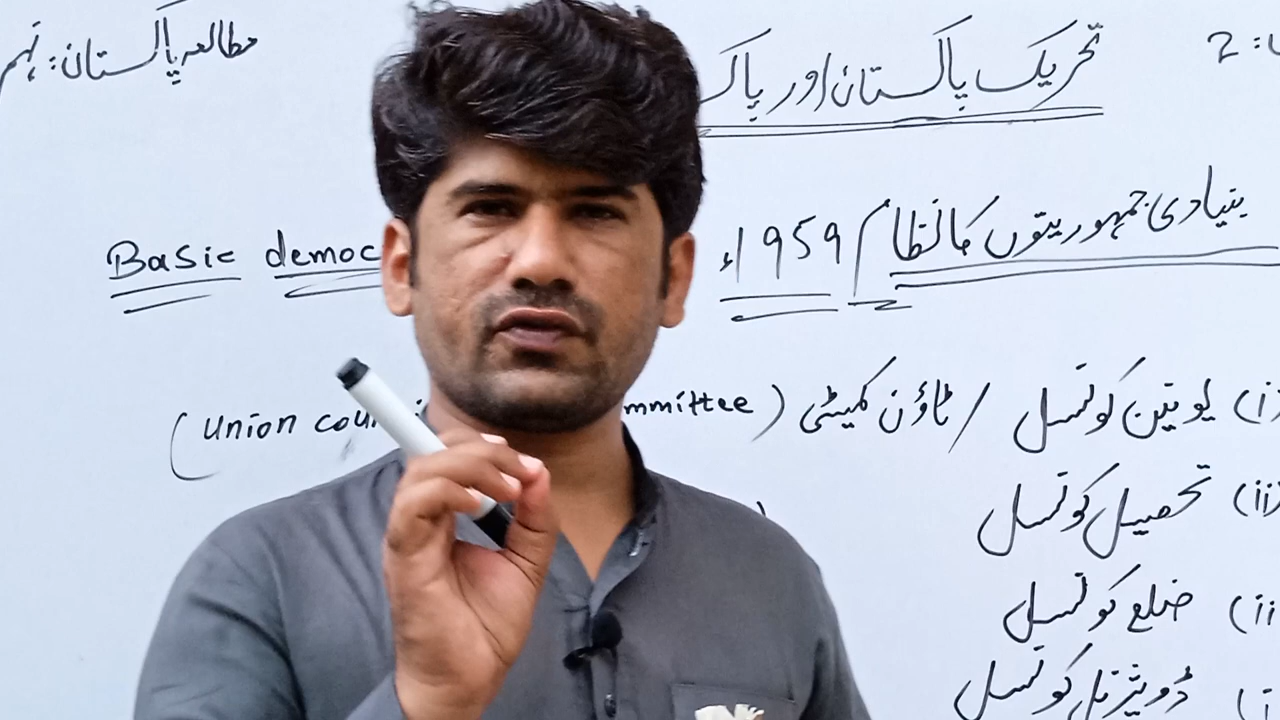 مطالعہ پاکستان: نہم
تحریک پاکستان اور پاک
2 :
بنیادی جمہوریتوں کا نظام 1959ء
Basic democ
(i یونین کونسل / ٹاؤن کمیٹی (Union cou mmittee)
(ii تحصیل کونسل
(ii ضلع کونسل
(i ڈویژنل کونسل